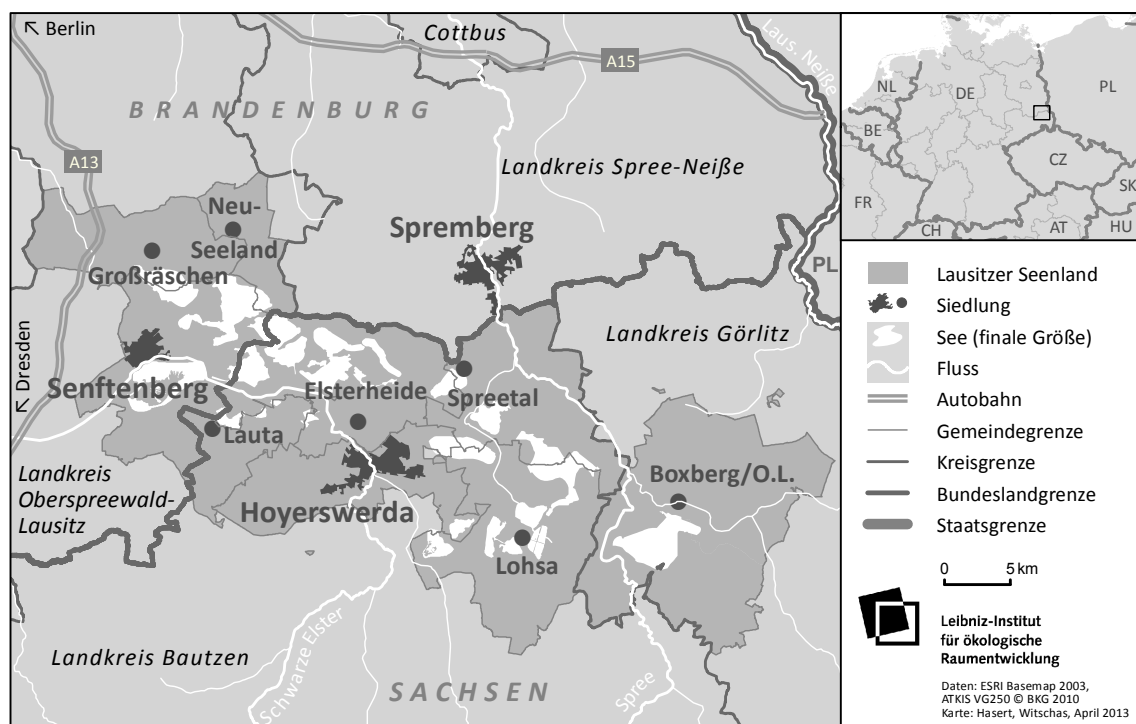 ↖ Berlin
Cottbus
Laus. Neiße
A15
BRANDENBURG
A13
Landkreis Spree-Neiße
Neu-
Seeland
Großräschen
Spremberg
PL
Landkreis Görlitz
↖ Dresden
Senftenberg
Elsterheide
Spreetal
Lauta
Landkreis
Oberspreewald-
Lausitz
Hoyerswerda
Boxberg/O.L.
Lohsa
Landkreis Bautzen
Schwarze Elster
SACHSEN
Spree
NL
DE
PL
BE
CZ
SK
FR
CH
AT
HU
Lausitzer Seenland
Siedlung
See (finale Größe)
Fluss
Autobahn
Gemeindegrenze
Kreisgrenze
Bundeslandgrenze
Staatsgrenze
0 5 km
Leibniz-Institut
für ökologische
Raumentwicklung
Daten: ESRI Basemap 2003,
ATKIS VG250 © BKG 2010
Karte: Hasert, Witschas, April 2013